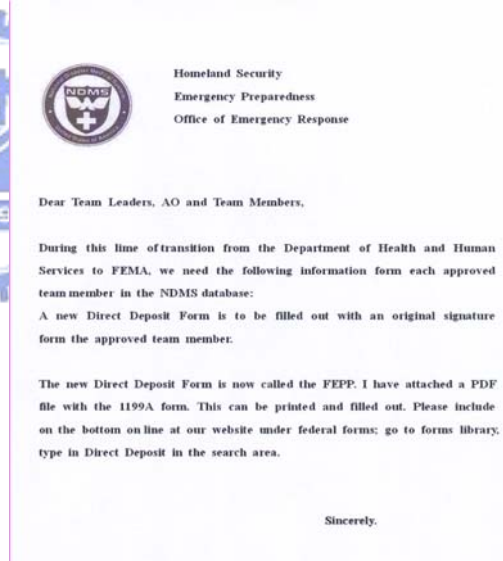 NDMS
Homeland Security
Emergency Preparedness
Office of Emergency Response
Dear Team Leaders, AO and Team Members,
During this lime of transition from the Department of Health and Human
Services to FEMA, we need the following information form each approved
team member in the NDMS database:
A new Direct Deposit Form is to be filled out with an original signature
form the approved team member.
The new Direct Deposit Form is now called the FEPP. I have attached a PDF
file with the 1199A form. This can be printed and filled out. Please include
on the bottom on line at our website under federal forms; go to forms library,
type in Direct Deposit in the search area.
Sincerely.